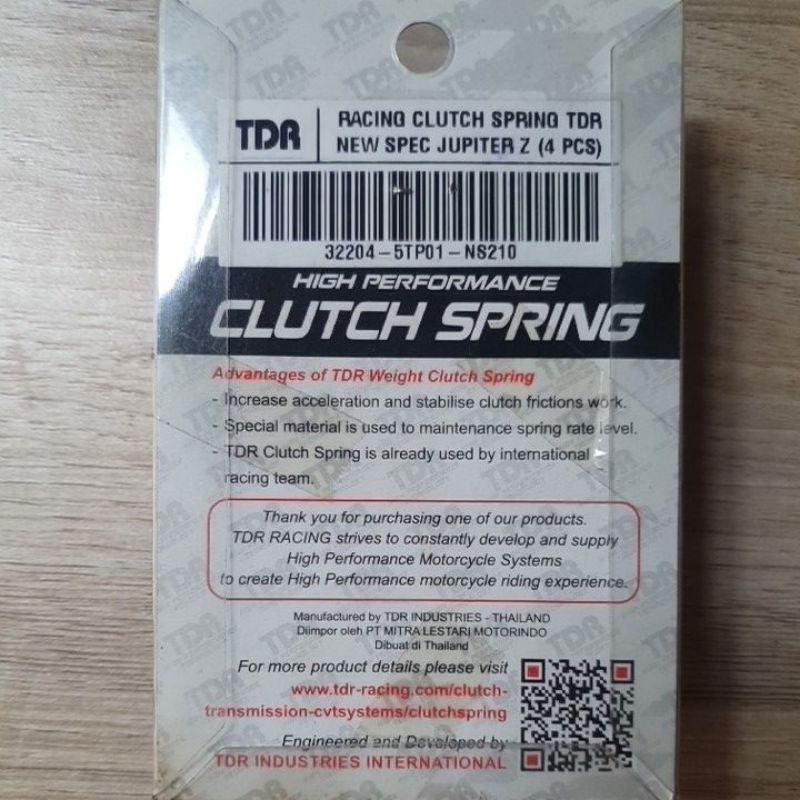 TDR
RACING CLUTCH SPRING TDR
NEW SPEC JUPITER Z (4 PCS)
32204-5TP01-NS210
HIGH PERFORMANCE
CLUTCH SPRING
Advantages of TDR Weight Clutch Spring
- Increase acceleration and stabilise clutch frictions work.
- Special material is used to maintenance spring rate level.
- TDR Clutch Spring is already used by international
racing team.
Thank you for purchasing one of our products.
TDR RACING strives to constantly develop and supply
High Performance Motorcycle Systems
to create High Performance motorcycle riding experience.
Manufactured by TDR INDUSTRIES - THAILAND
Diimpor oleh PT MITRA LESTARI MOTORINDO
Dibuat di Thailand
For more product details please visit
www.tdr-racing.com/clutch-
transmission-cvtsystems/clutchspring
Engineered and Developed by
TDR INDUSTRIES INTERNATIONAL